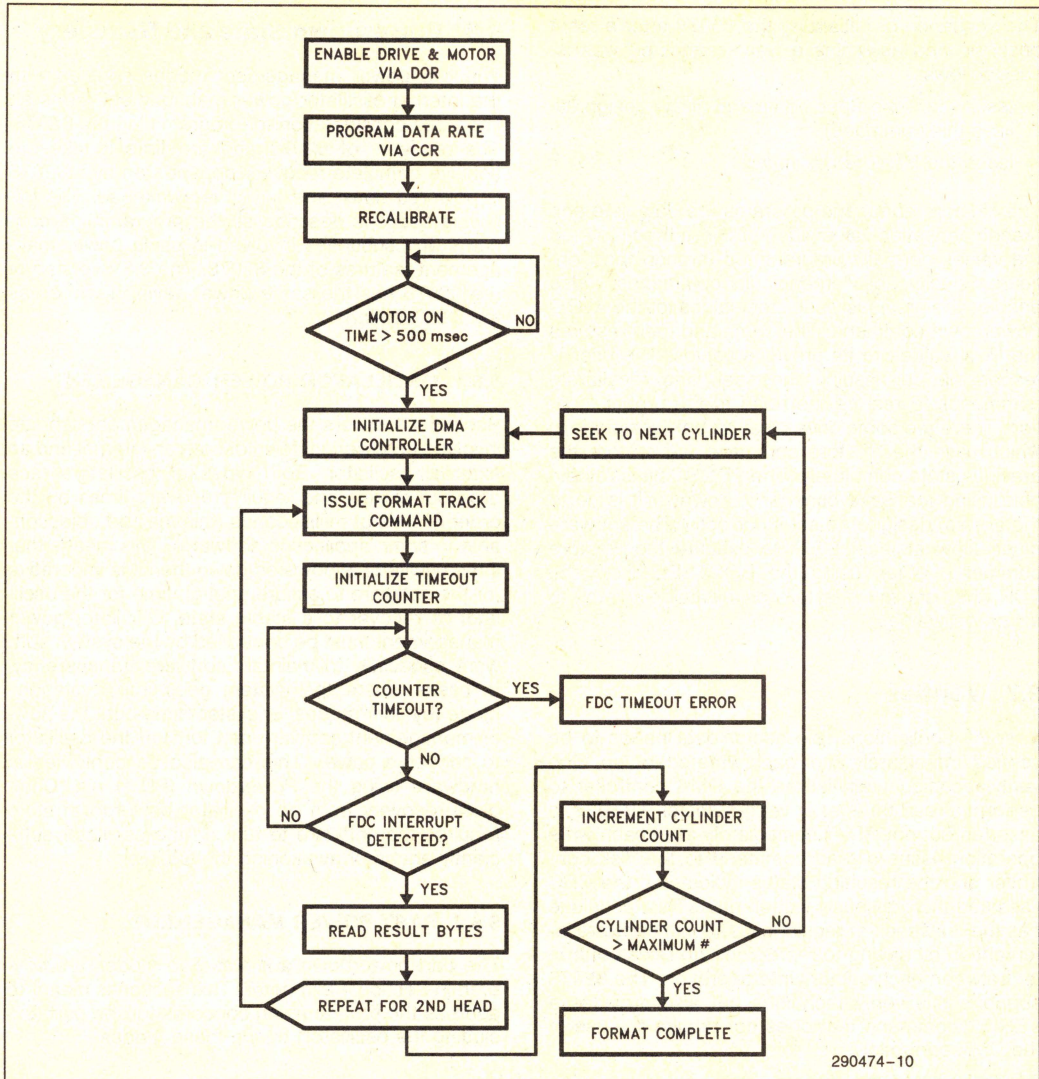 ENABLE DRIVE & MOTOR
VIA DOR
PROGRAM DATA RATE
VIA CCR
RECALIBRATE
MOTOR ON
TIME > 500 msec
NO
YES
INITIALIZE DMA
CONTROLLER
SEEK TO NEXT CYLINDER
ISSUE FORMAT TRACK
COMMAND
INITIALIZE TIMEOUT
COUNTER
COUNTER
TIMEOUT?
YES
FDC TIMEOUT ERROR
NO
FDC INTERRUPT
DETECTED?
NO
YES
READ RESULT BYTES
REPEAT FOR 2ND HEAD
INCREMENT CYLINDER
COUNT
CYLINDER COUNT
> MAXIMUM #
NO
YES
FORMAT COMPLETE
290474-10